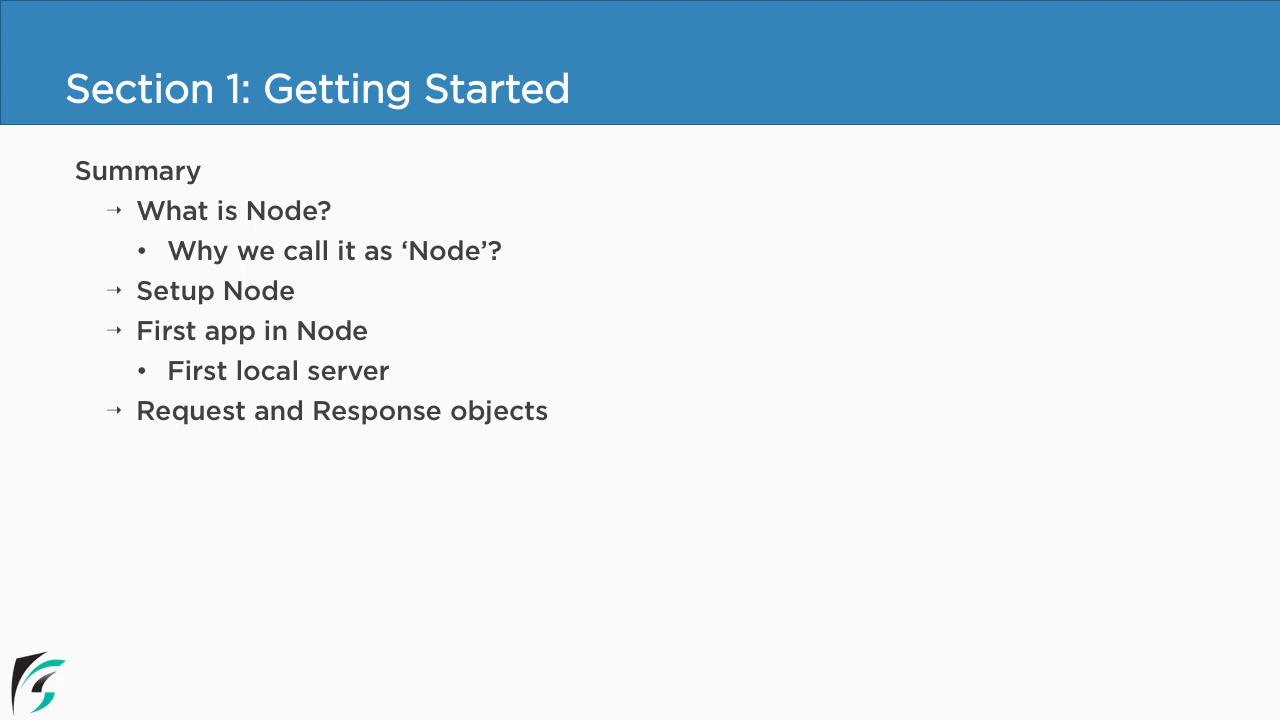 Section 1: Getting Started
Summary
➝ What is Node?
• Why we call it as ‘Node’?
➝ Setup Node
➝ First app in Node
• First local server
➝ Request and Response objects